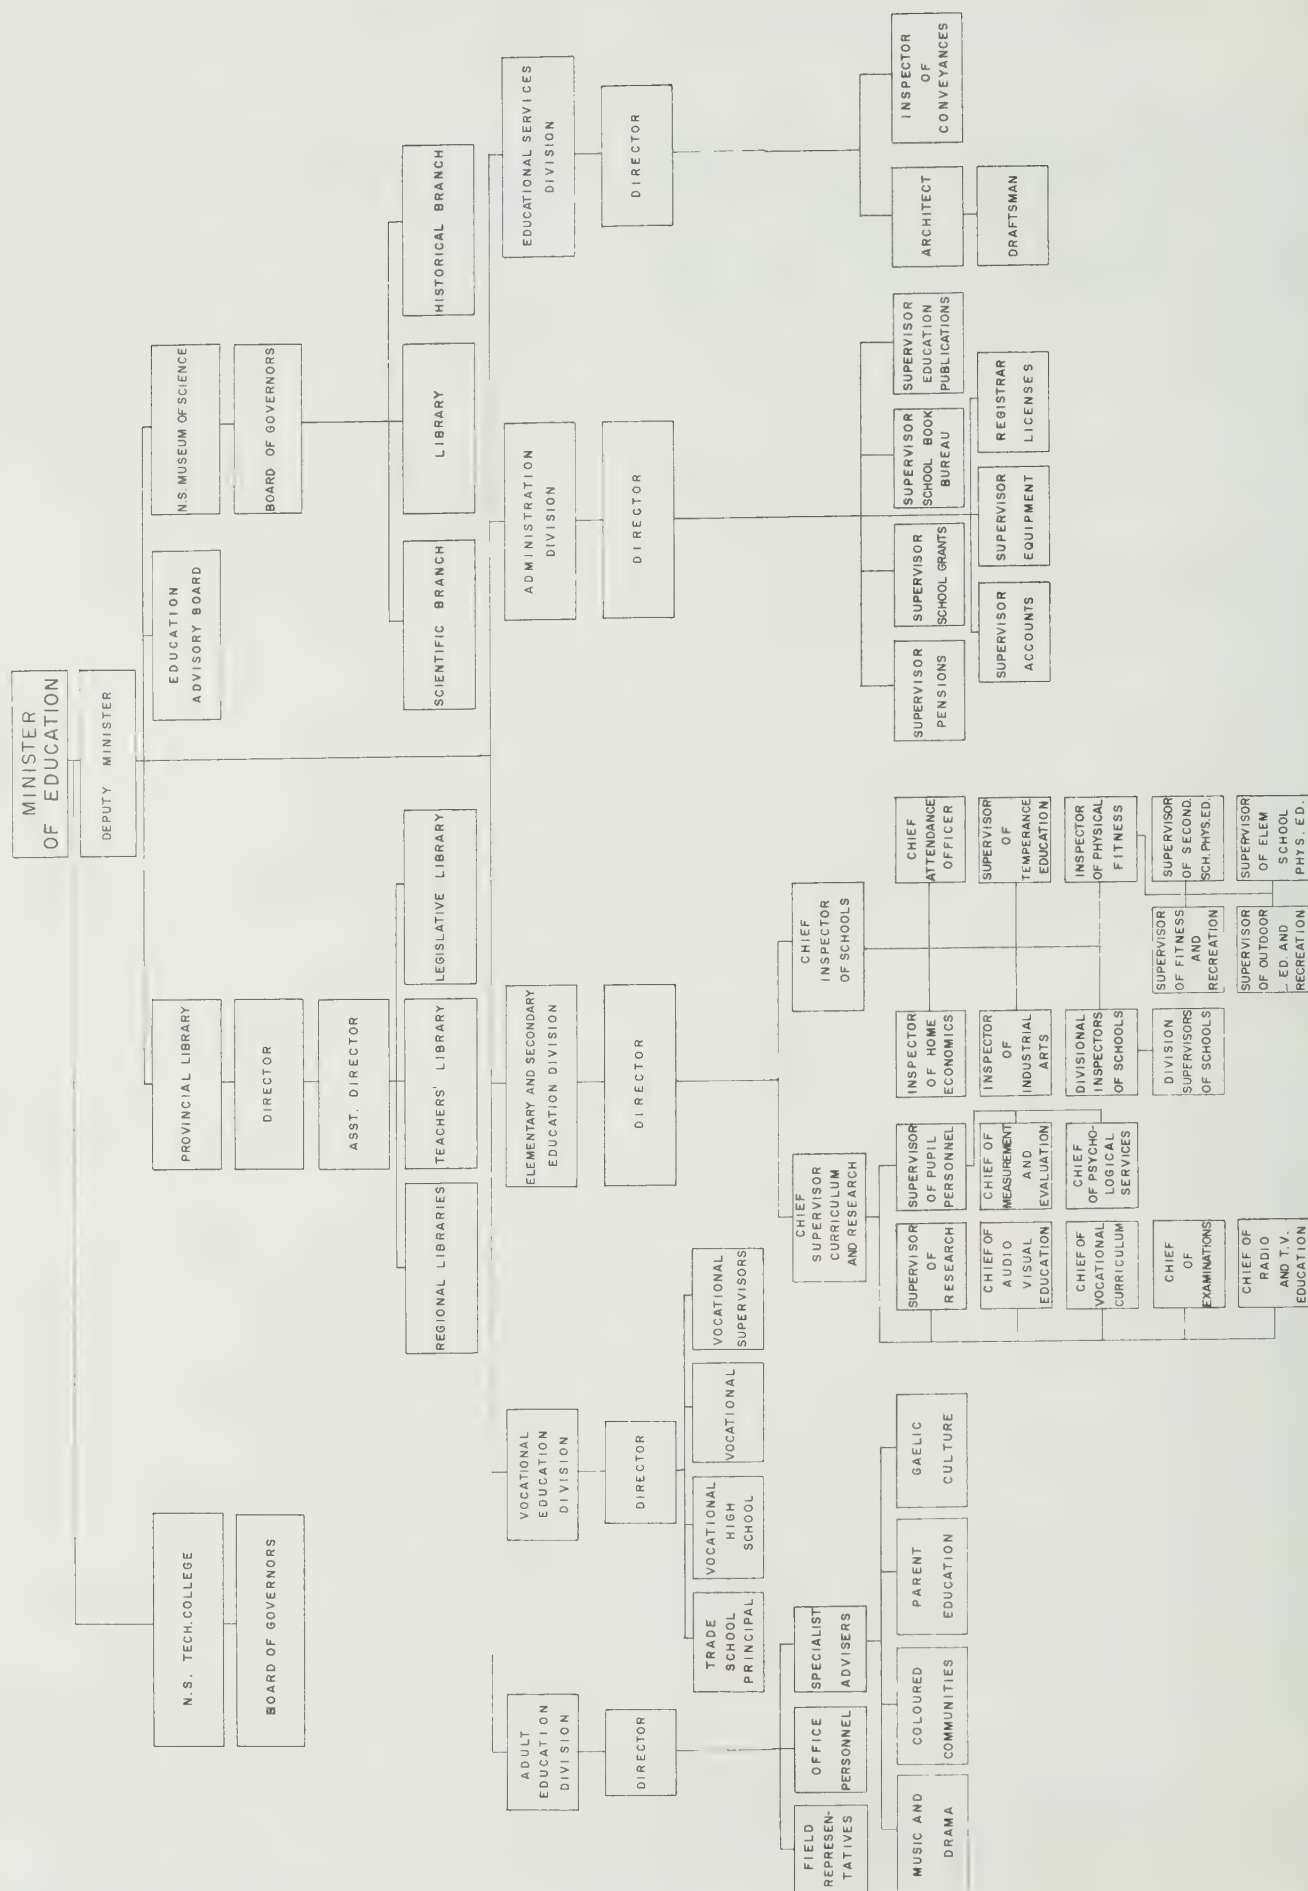 MINISTER
OF EDUCATION
DEPUTY MINISTER
N.S. TECH. COLLEGE
BOARD OF GOVERNORS
PROVINCIAL LIBRARY
DIRECTOR
ASST. DIRECTOR
REGIONAL LIBRARIES
TEACHERS' LIBRARY
LEGISLATIVE LIBRARY
EDUCATION
ADVISORY BOARD
N.S. MUSEUM OF SCIENCE
BOARD OF GOVERNORS
SCIENTIFIC BRANCH
LIBRARY
HISTORICAL BRANCH
ADULT
EDUCATION
DIVISION
DIRECTOR
FIELD
REPRESEN-
TATIVES
OFFICE
PERSONNEL
SPECIALIST
ADVISERS
MUSIC AND
DRAMA
COLOURED
COMMUNITIES
PARENT
EDUCATION
GAELIC
CULTURE
VOCATIONAL
EDUCATION
DIVISION
DIRECTOR
TRADE
SCHOOL
PRINCIPAL
VOCATIONAL
HIGH
SCHOOL
VOCATIONAL
VOCATIONAL
SUPERVISORS
ELEMENTARY AND SECONDARY
EDUCATION DIVISION
DIRECTOR
CHIEF
SUPERVISOR
CURRICULUM
AND RESEARCH
SUPERVISOR
OF
RESEARCH
SUPERVISOR
OF PUPIL
PERSONNEL
CHIEF OF
AUDIO
VISUAL
EDUCATION
CHIEF OF
MEASUREMENT
AND
EVALUATION
CHIEF OF
VOCATIONAL
CURRICULUM
CHIEF
OF PSYCHO-
LOGICAL
SERVICES
CHIEF
OF
EXAMINATIONS
CHIEF OF
RADIO
AND T.V.
EDUCATION
CHIEF
INSPECTOR
OF SCHOOLS
INSPECTOR
OF HOME
ECONOMICS
CHIEF
ATTENDANCE
OFFICER
INSPECTOR
OF
INDUSTRIAL
ARTS
SUPERVISOR
OF
TEMPERANCE
EDUCATION
DIVISIONAL
INSPECTORS
OF SCHOOLS
INSPECTOR
OF PHYSICAL
FITNESS
DIVISION
SUPERVISORS
OF SCHOOLS
SUPERVISOR
OF FITNESS
AND
RECREATION
SUPERVISOR
OF SECOND.
SCH. PHYS. ED.
SUPERVISOR
OF OUTDOOR
ED. AND
RECREATION
SUPERVISOR
OF ELEM
SCHOOL
PHYS. ED.
ADMINISTRATION
DIVISION
DIRECTOR
SUPERVISOR
PENSIONS
SUPERVISOR
SCHOOL GRANTS
SUPERVISOR
SCHOOL BOOK
BUREAU
SUPERVISOR
EDUCATION
PUBLICATIONS
SUPERVISOR
ACCOUNTS
SUPERVISOR
EQUIPMENT
REGISTRAR
LICENSES
EDUCATIONAL SERVICES
DIVISION
DIRECTOR
ARCHITECT
INSPECTOR
OF
CONVEYANCES
DRAFTSMAN